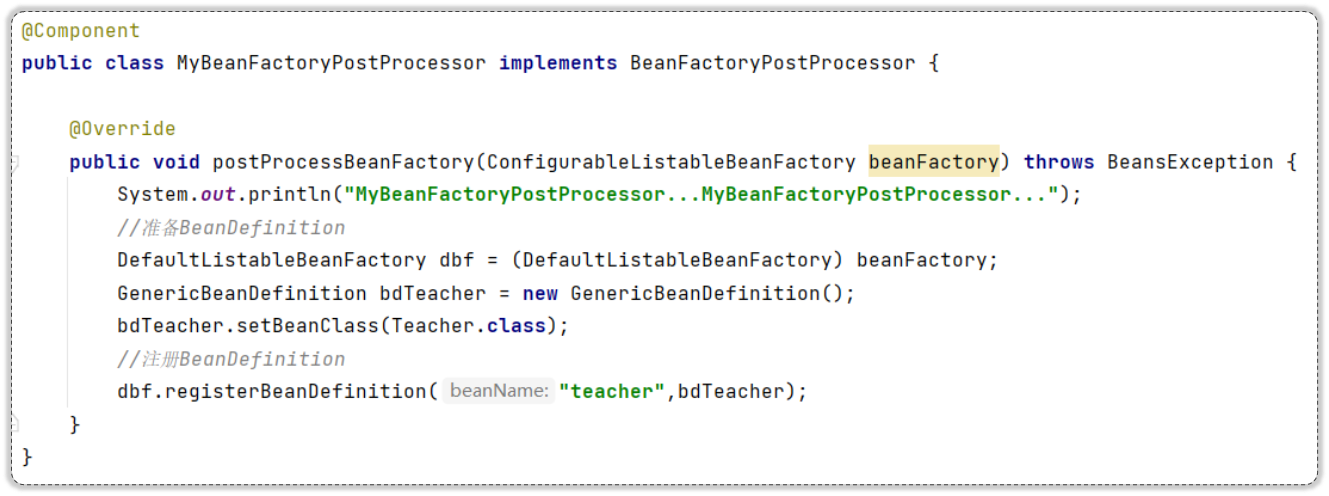 @Component
public class MyBeanFactoryPostProcessor implements BeanFactoryPostProcessor {
@Override
public void postProcessBeanFactory(ConfigurableListableBeanFactory beanFactory) throws BeansException {
System.out.println("MyBeanFactoryPostProcessor...MyBeanFactoryPostProcessor...");
//准备BeanDefinition
DefaultListableBeanFactory dbf = (DefaultListableBeanFactory) beanFactory;
GenericBeanDefinition bdTeacher = new GenericBeanDefinition();
bdTeacher.setBeanClass(Teacher.class);
//注册BeanDefinition
dbf.registerBeanDefinition( beanName: "teacher",bdTeacher);
}
}